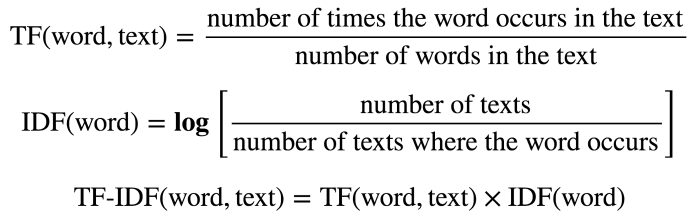 TF(word, text) = number of times the word occurs in the text / number of words in the text
IDF(word) = log [ number of texts / number of texts where the word occurs ]
TF-IDF(word, text) = TF(word, text) × IDF(word)